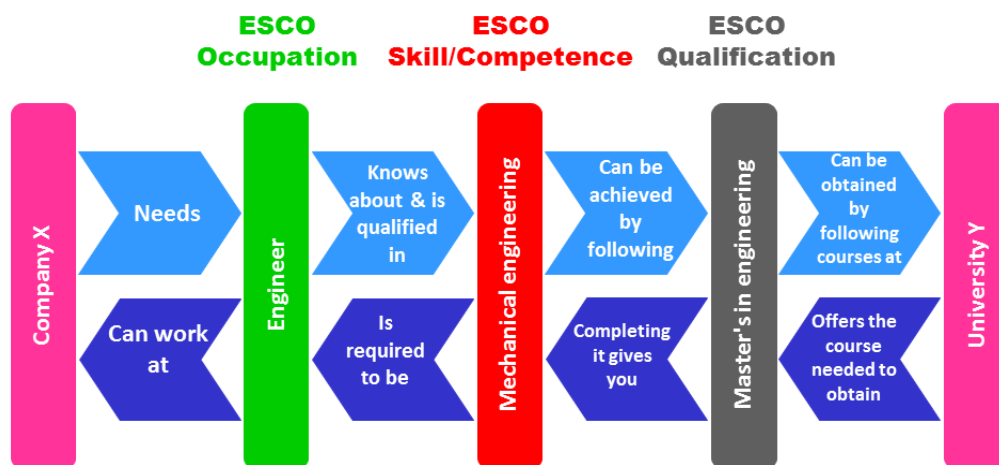 ESCO
Occupation
ESCO
Skill/Competence
ESCO
Qualification
Company X
Needs
Engineer
Knows
about & is
qualified
in
Mechanical engineering
Can be
achieved
by
following
Master's in engineering
Can be
obtained
by
following
courses at
University Y
Can work
at
Is
required
to be
Completing
it gives
you
Offers the
course
needed to
obtain